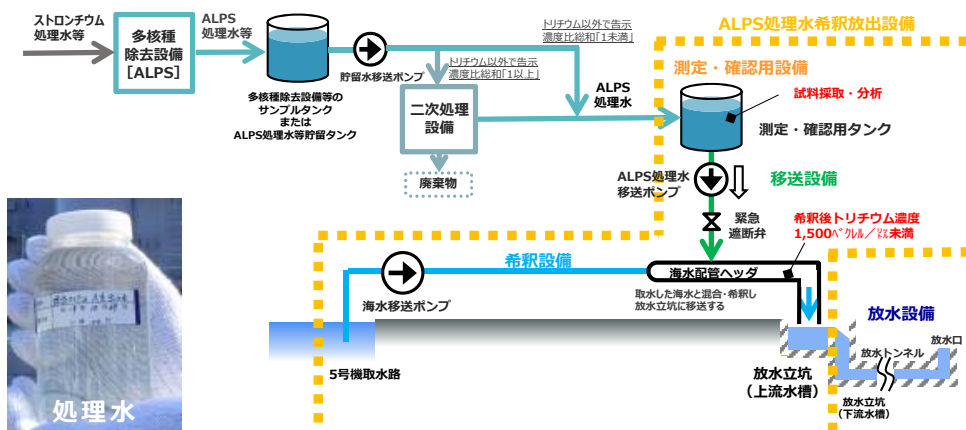 ストロンチウム
処理水等
多核種
除去設備
[ALPS]
ALPS
処理水等
多核種除去設備等の
サンプルタンク
または
ALPS処理水等貯留タンク
貯留水移送ポンプ
トリチウム以外で告示
濃度比総和「1未満」
トリチウム以外で告示
濃度比総和「1以上」
二次処理
設備
廃棄物
ALPS
処理水
ALPS処理水希釈放出設備
測定・確認用設備
試料採取・分析
測定・確認用タンク
ALPS処理水
移送ポンプ
移送設備
緊急
遮断弁
希釈後トリチウム濃度
1,500ベクレル/リットル未満
希釈設備
海水移送ポンプ
海水配管ヘッダ
取水した海水と混合・希釈し
放水立坑に移送する
5号機取水路
放水設備
放水口
放水トンネル
放水立坑
(上流水槽)
放水立坑
(下流水槽)
処理水